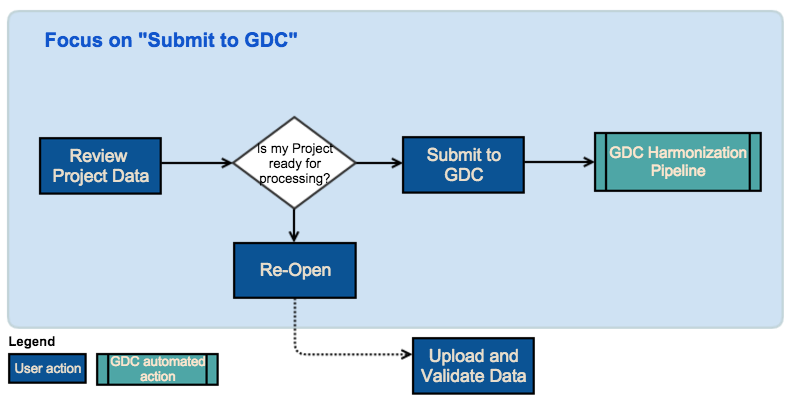 Focus on "Submit to GDC"
Review
Project Data
Is my Project
ready for
processing?
Submit to
GDC
GDC Harmonization
Pipeline
Re-Open
Upload and
Validate Data
Legend
User action
GDC automated
action